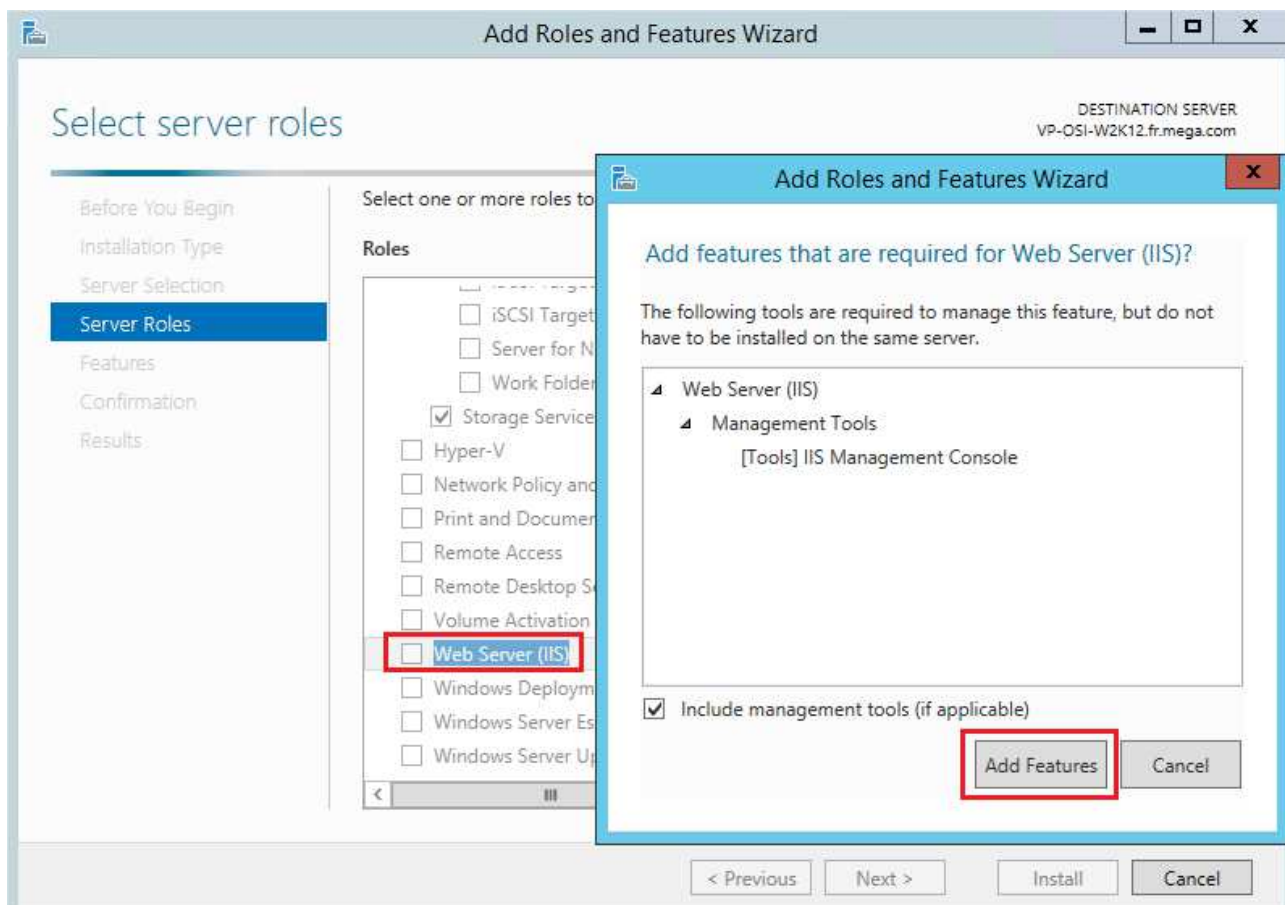 Add Roles and Features Wizard
Select server roles
DESTINATION SERVER
VP-OSI-W2K12.fr.mega.com
Before You Begin
Installation Type
Server Selection
Server Roles
Features
Confirmation
Results
Select one or more roles to
Roles
iSCSI Target
Server for N
Work Folder
Storage Service
Hyper-V
Network Policy and
Print and Documen
Remote Access
Remote Desktop Se
Volume Activation
Web Server (IIS)
Windows Deploym
Windows Server Es
Windows Server Up
Add Roles and Features Wizard
Add features that are required for Web Server (IIS)?
The following tools are required to manage this feature, but do not
have to be installed on the same server.
Web Server (IIS)
Management Tools
[Tools] IIS Management Console
Include management tools (if applicable)
Add Features
Cancel
< Previous
Next >
Install
Cancel